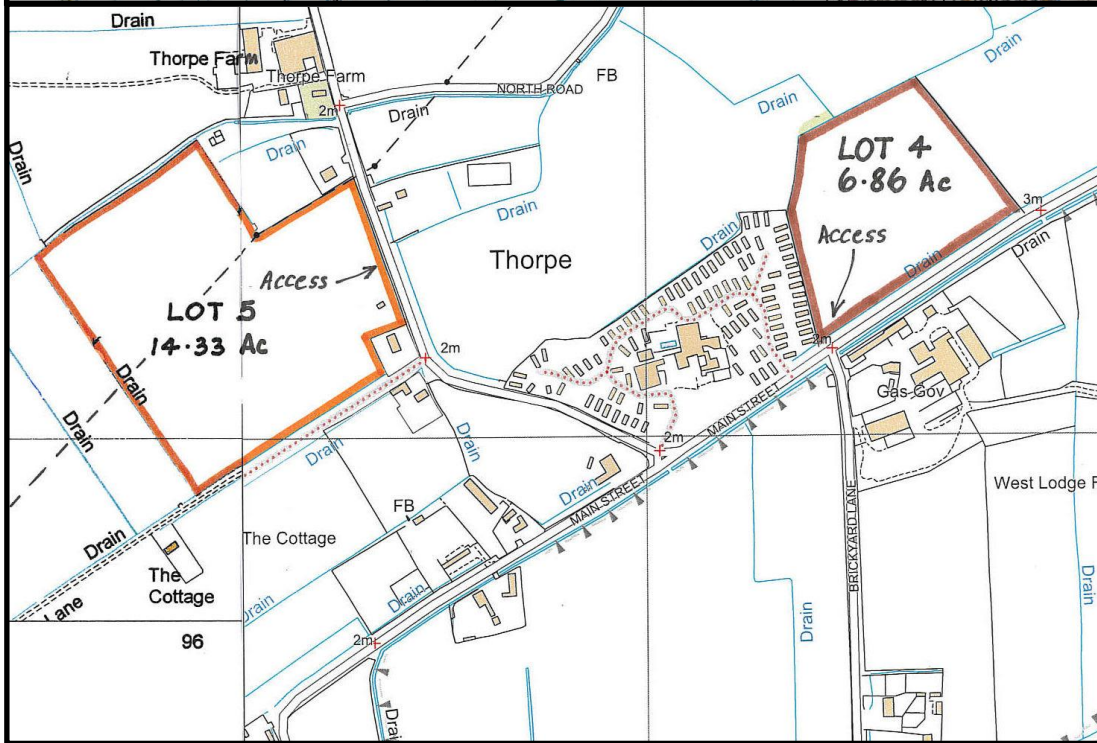 Drain
Thorpe Farm
Thorpe Farm
2m
NORTH ROAD
FB
Drain
Drain
Drain
Drain
Drain
LOT 4
6.86 Ac
3m
Access
Drain
Drain
Drain
Drain
Thorpe
Access
LOT 5
14.33 Ac
2m
2m
Gas Gov
Drain
Drain
MAIN STREET
2m
Drain
Drain
Drain
MAIN STREET
West Lodge F
FB
The Cottage
BRICKYARD LANE
Drain
The
Cottage
Lane
Drain
Drain
Drain
Drain
96
2m
Drai